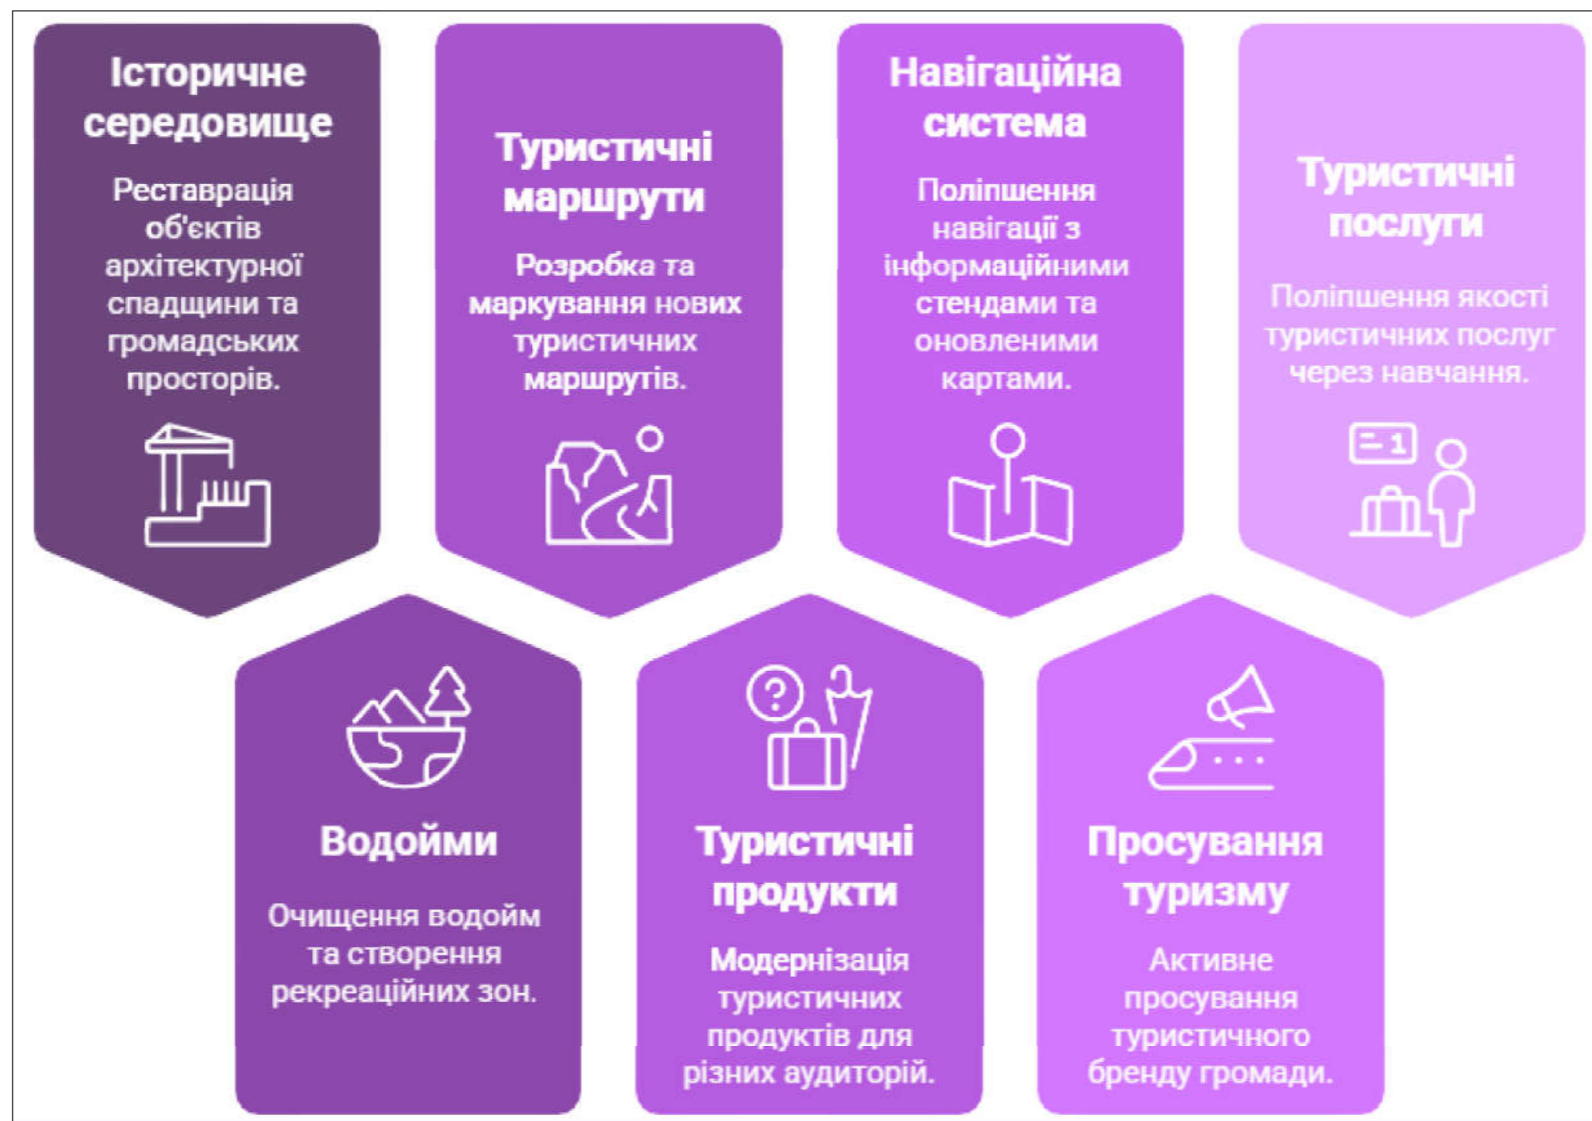 Історичне
середовище
Реставрація
об'єктів
архітектурної
спадщини та
громадських
просторів.
Туристичні
маршрути
Розробка та
маркування нових
туристичних
маршрутів.
Навігаційна
система
Поліпшення
навігації з
інформаційними
стендами та
оновленими
картами.
Туристичні
послуги
Поліпшення якості
туристичних послуг
через навчання.
1
Водойми
Очищення водойм
та створення
рекреаційних зон.
?
Туристичні
продукти
Модернізація
туристичних
продуктів для
різних аудиторій.
Просування
туризму
Активне
просування
туристичного
бренду громади.